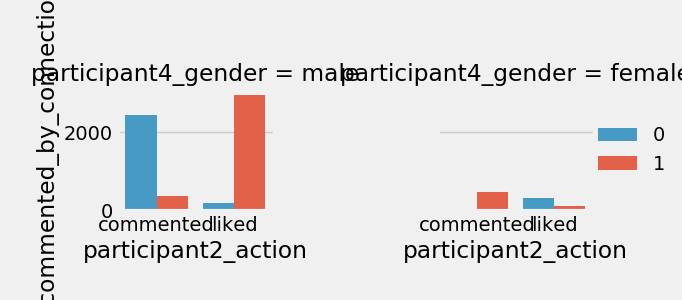 participant4_gender = male
participant4_gender = female
commented_by_connectio
2000
0
commented
liked
commented
liked
participant2_action
participant2_action
0
1